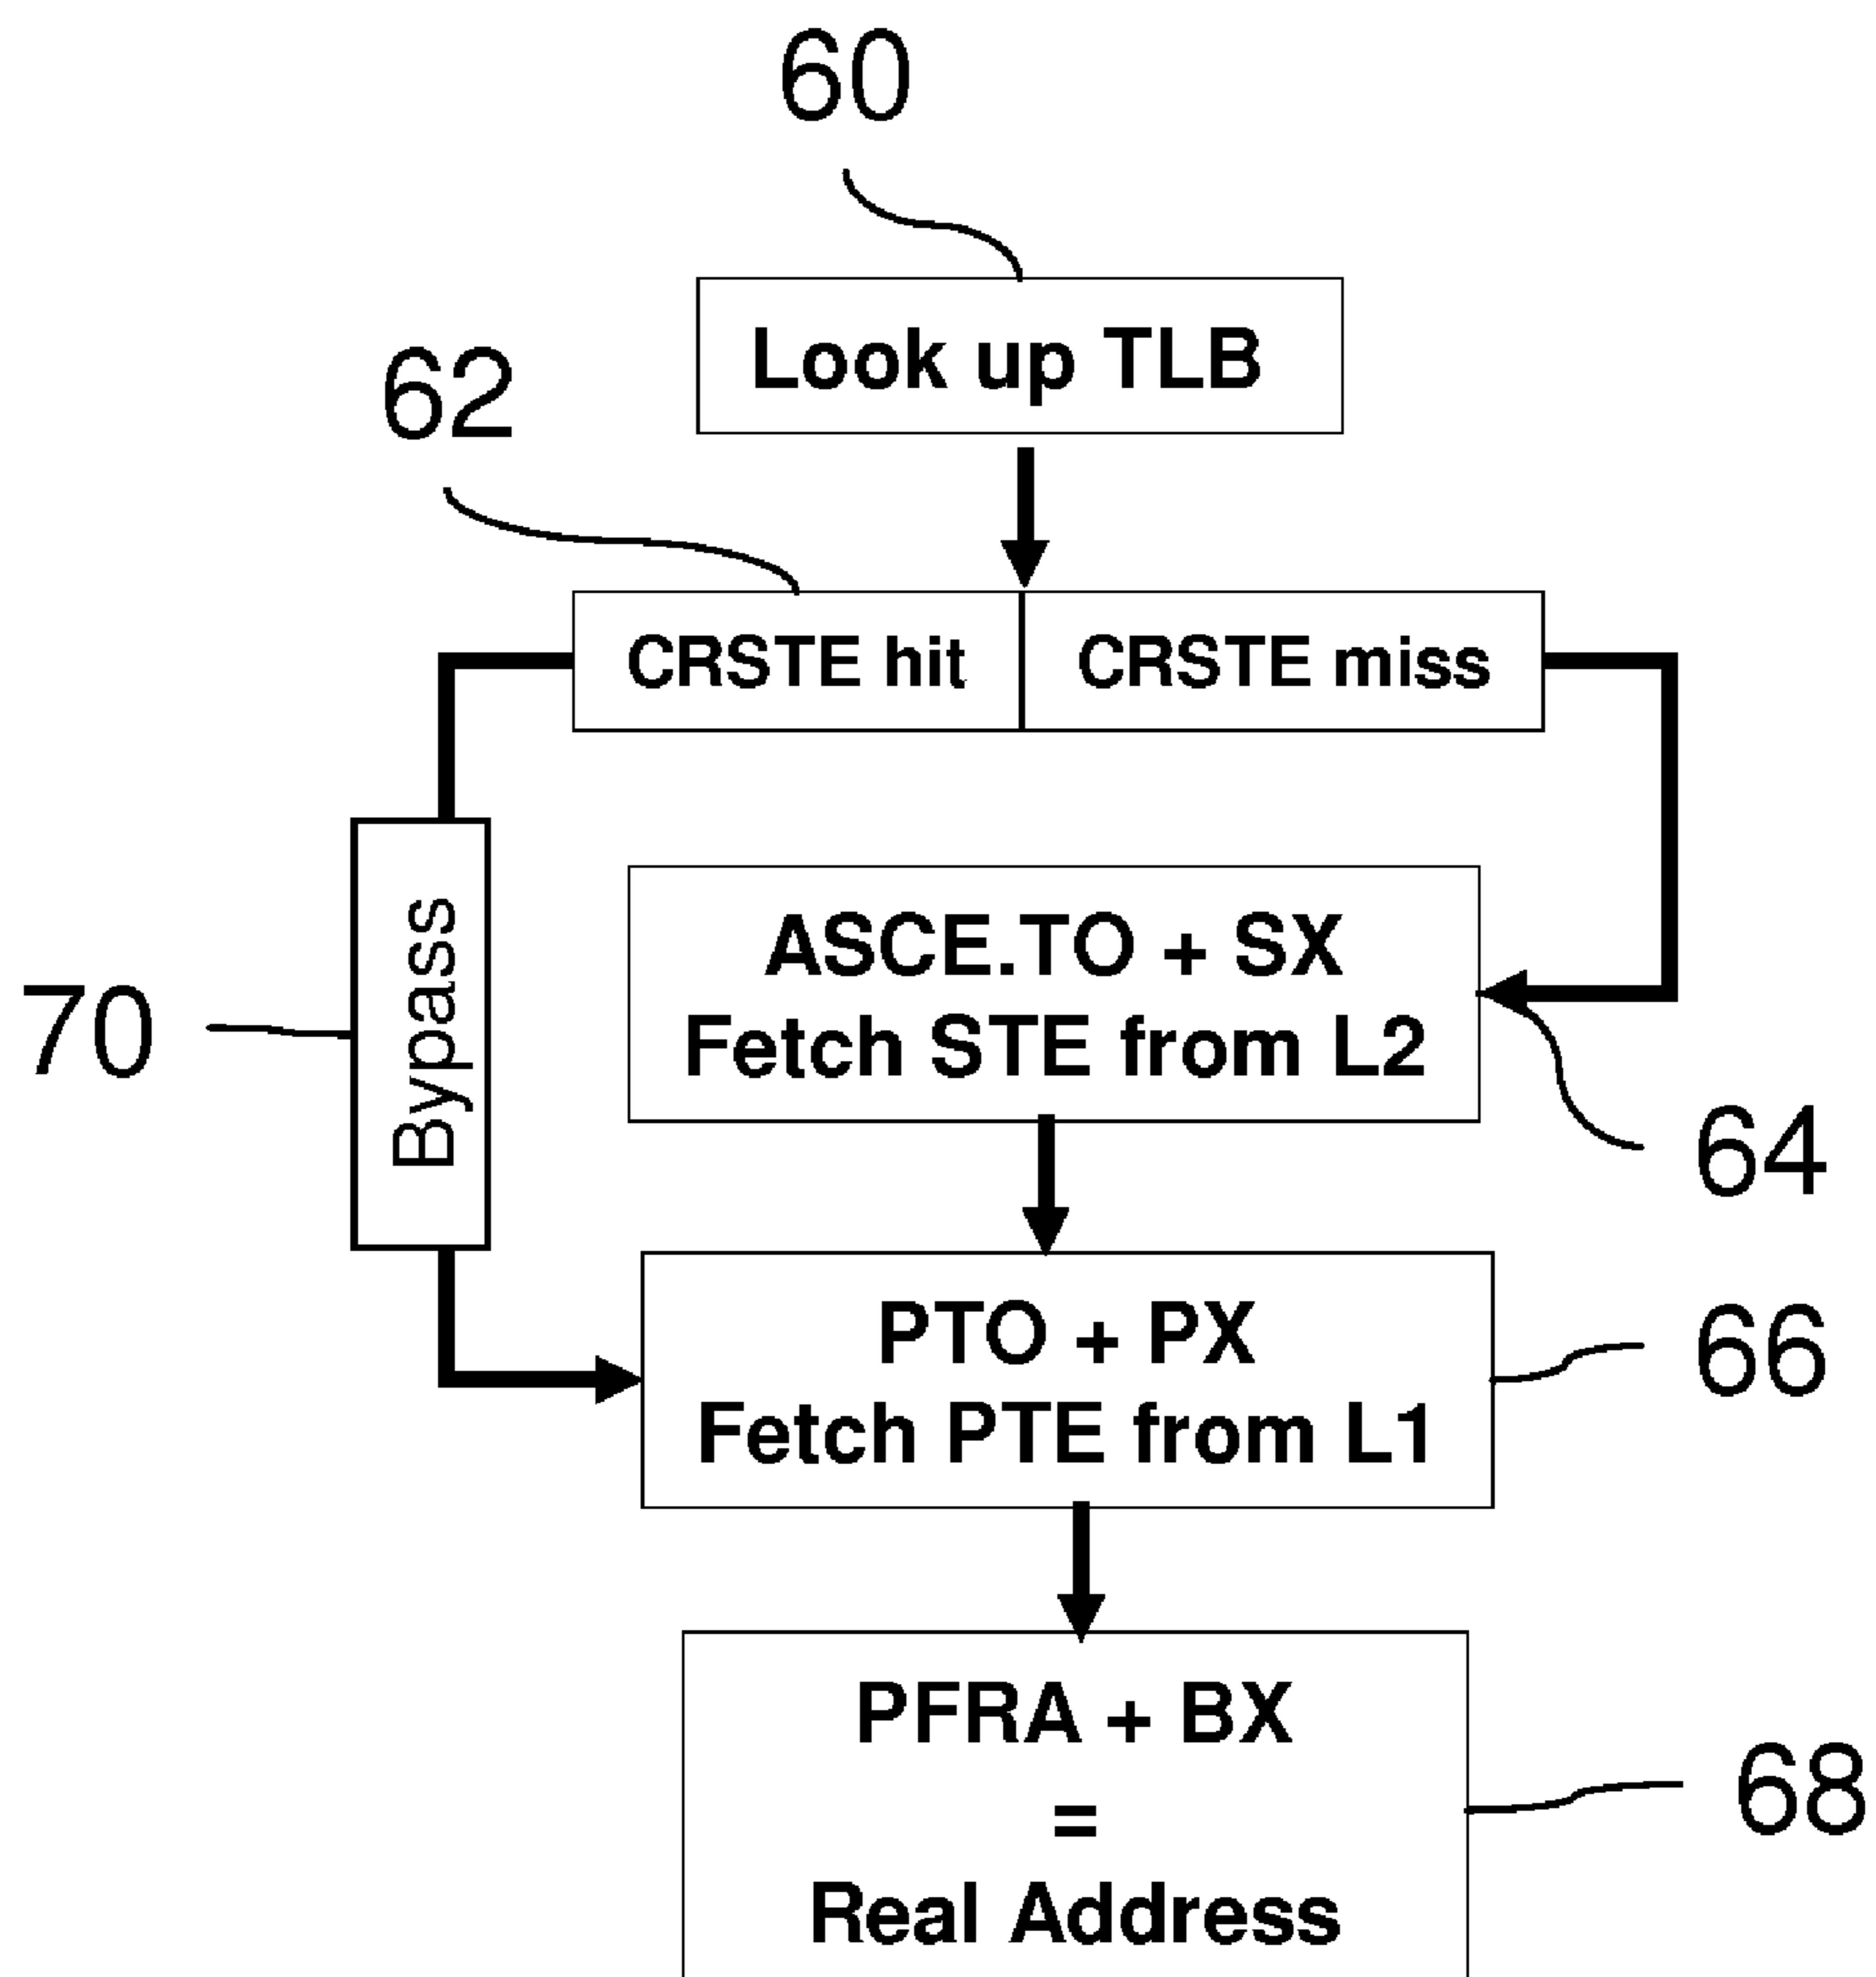 60
Look up TLB
62
CRSTE hit
CRSTE miss
Bypass
70
ASCE.TO + SX
Fetch STE from L2
64
PTO + PX
Fetch PTE from L1
66
PFRA + BX
=
Real Address
68